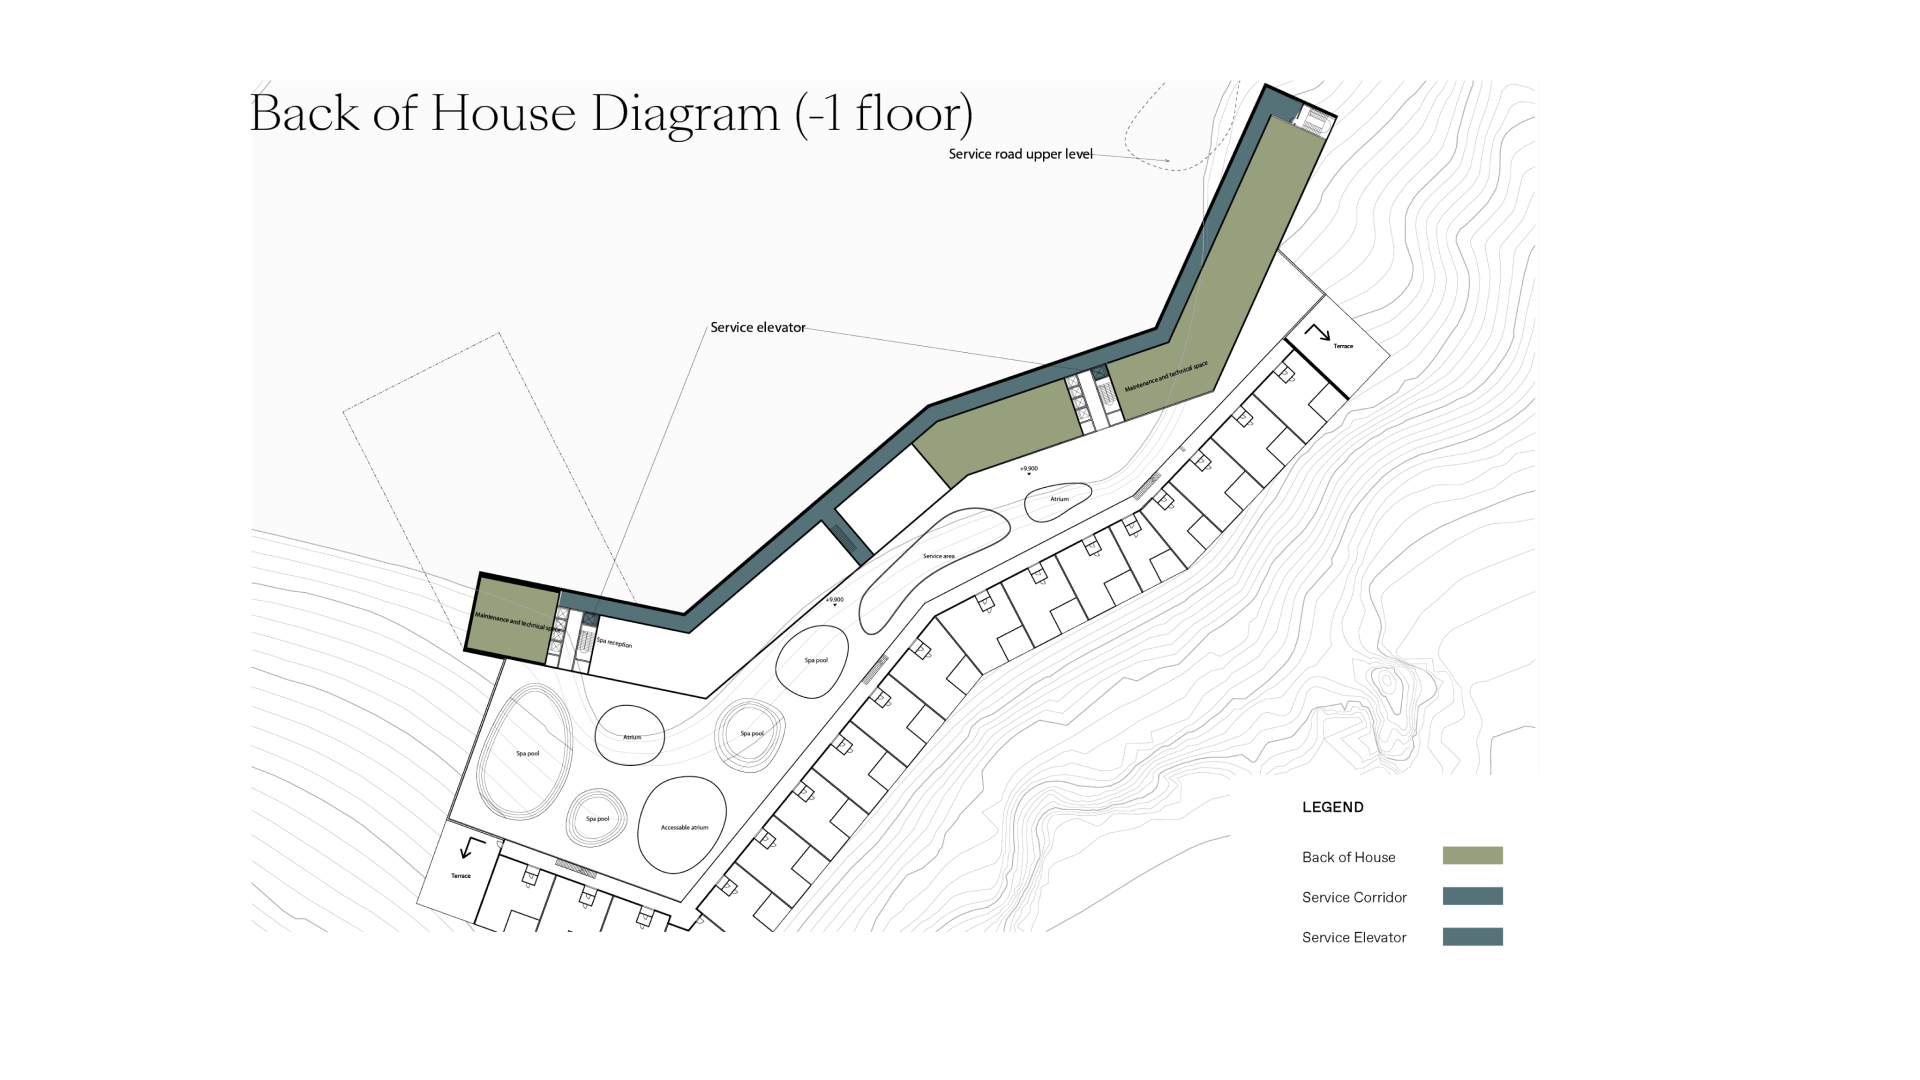 Back of House Diagram (-1 floor)
Service road upper level
Service elevator
Terrace
Maintenance and technical space
+9.900
Atrium
Service area
+9.900
Maintenance and technical space
Spa reception
Spa pool
Atrium
Spa pool
Spa pool
Spa pool
Accessable atrium
Terrace
LEGEND
Back of House
Service Corridor
Service Elevator